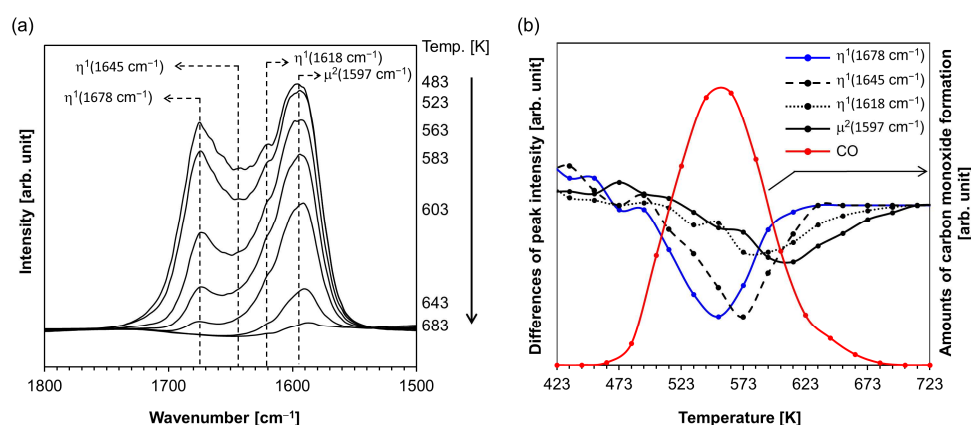 (a)
Temp. [K]
η¹(1645 cm⁻¹)
η¹(1618 cm⁻¹)
μ²(1597 cm⁻¹)
η¹(1678 cm⁻¹)
483
523
563
583
603
643
683
Intensity [arb. unit]
1800
1700
1600
1500
Wavenumber [cm⁻¹]
(b)
η¹(1678 cm⁻¹)
η¹(1645 cm⁻¹)
η¹(1618 cm⁻¹)
μ²(1597 cm⁻¹)
CO
Differences of peak intensity [arb. unit]
Amounts of carbon monoxide formation
[arb. unit]
423
473
523
573
623
673
723
Temperature [K]